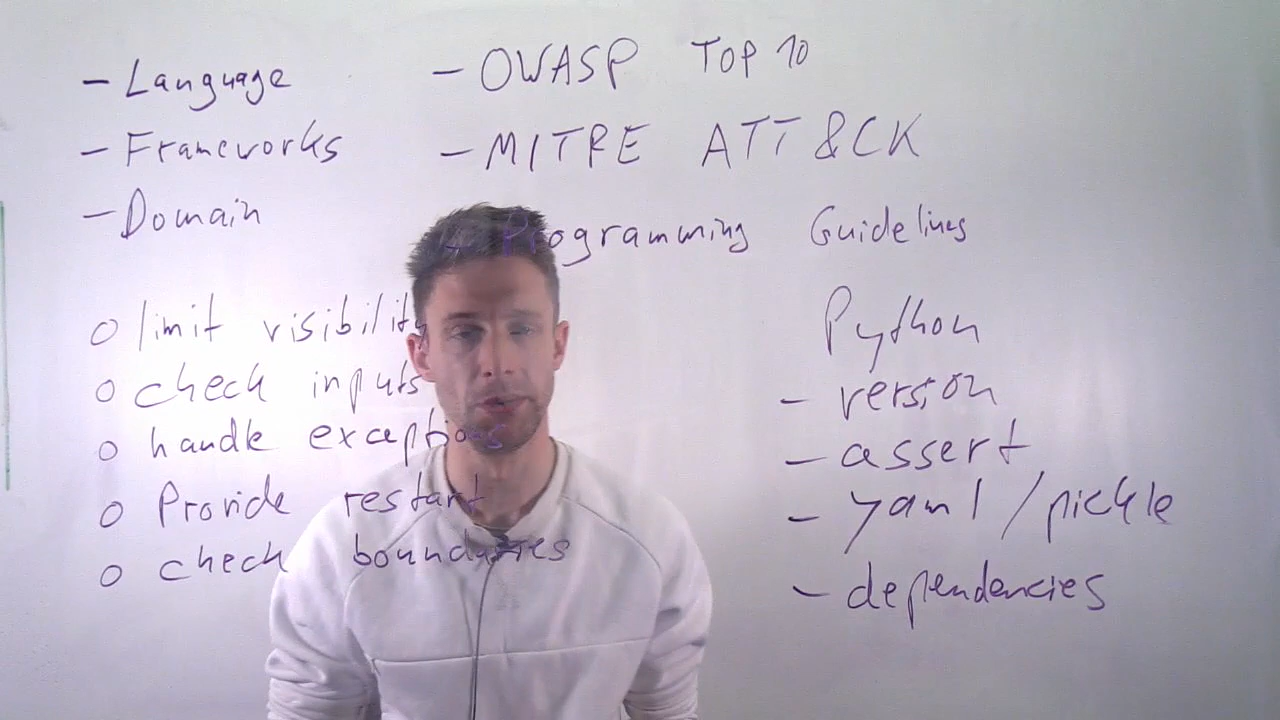 - Language
- Frameworks
- Domain
- OWASP TOP 10
- MITRE ATT&CK
- Programming Guidelines
o limit visibility
o check inputs
o handle exceptions
o Provide restart
o check boundaries
Python
- version
- assert
- yaml / pickle
- dependencies